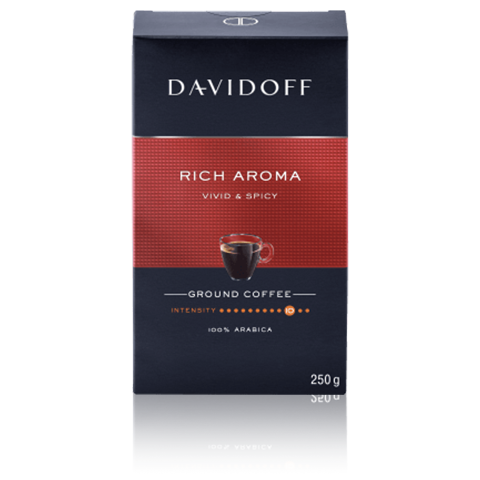 DAVIDOFF
RICH AROMA
VIVID & SPICY
GROUND COFFEE
INTENSITY 10
100% ARABICA
250 g